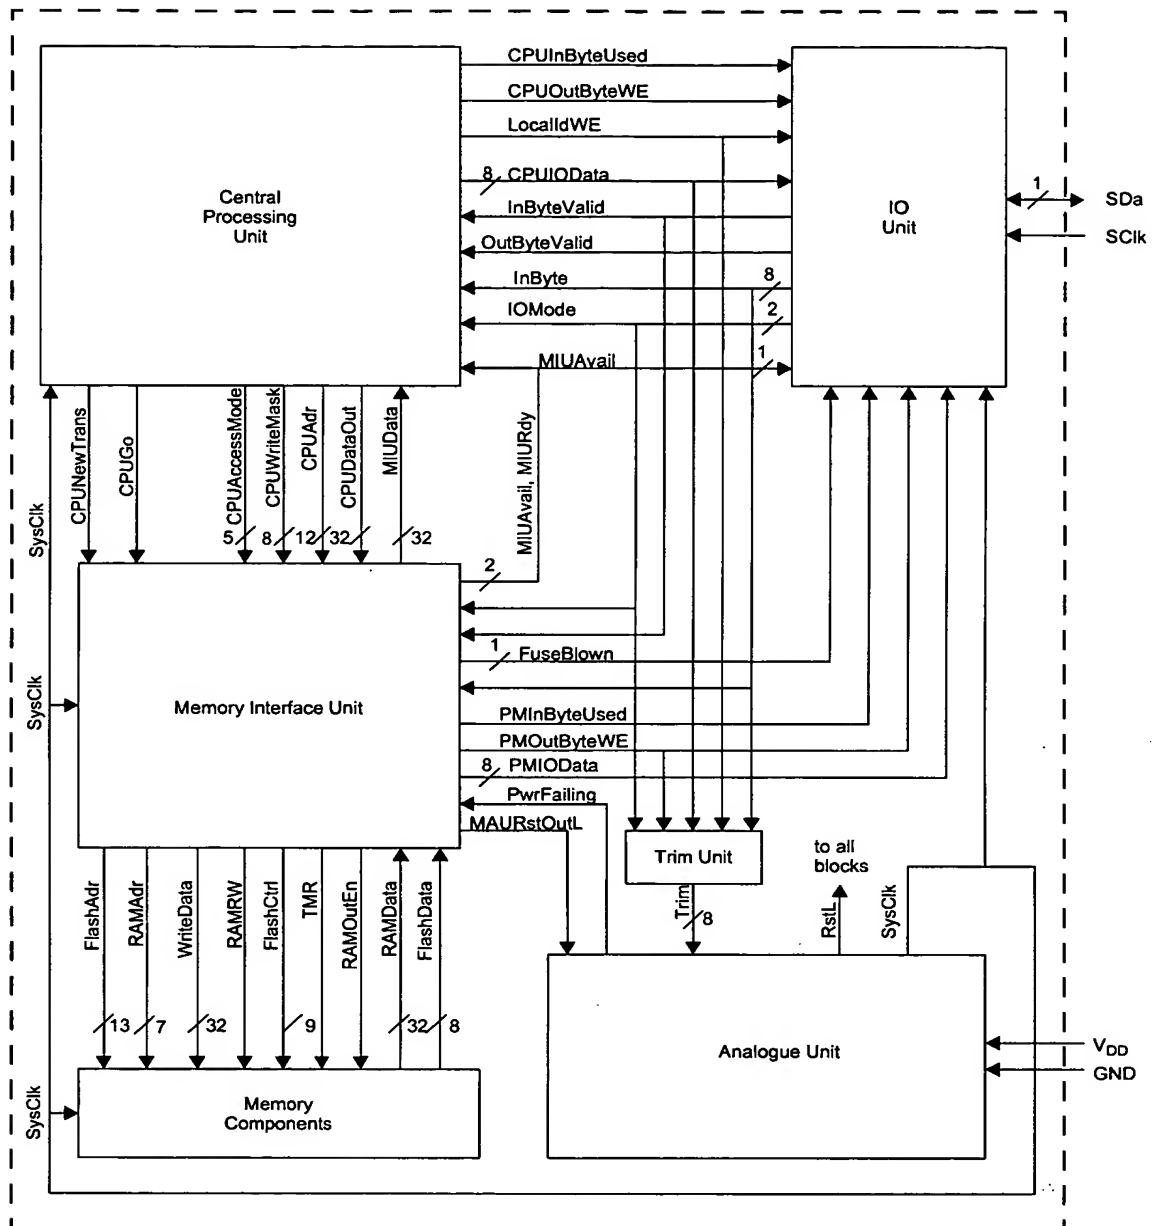 CPUInByteUsed
CPUOutByteWE
LocalIdWE
8
CPUIOData
InByteValid
OutByteValid
InByte
8
IOMode
2
MIUAvail
1
Central
Processing
Unit
IO
Unit
1
SDa
SClk
CPUNewTrans
CPUGo
CPUAccessMode
CPUWriteMask
CPUAdr
CPUDataOut
MIUData
5
8
12
32
32
SysClk
MIUAvail, MIURdy
2
1
FuseBlown
Memory Interface Unit
SysClk
PMInByteUsed
PMOutByteWE
8
PMIOData
PwrFailing
MAURstOutL
Trim Unit
to all
blocks
Trim
8
RstL
SysClk
FlashAdr
RAMAdr
WriteData
RAMRW
FlashCtrl
TMR
RAMOutEn
RAMData
FlashData
13
7
32
9
32
8
Analogue Unit
VDD
GND
SysClk
Memory
Components